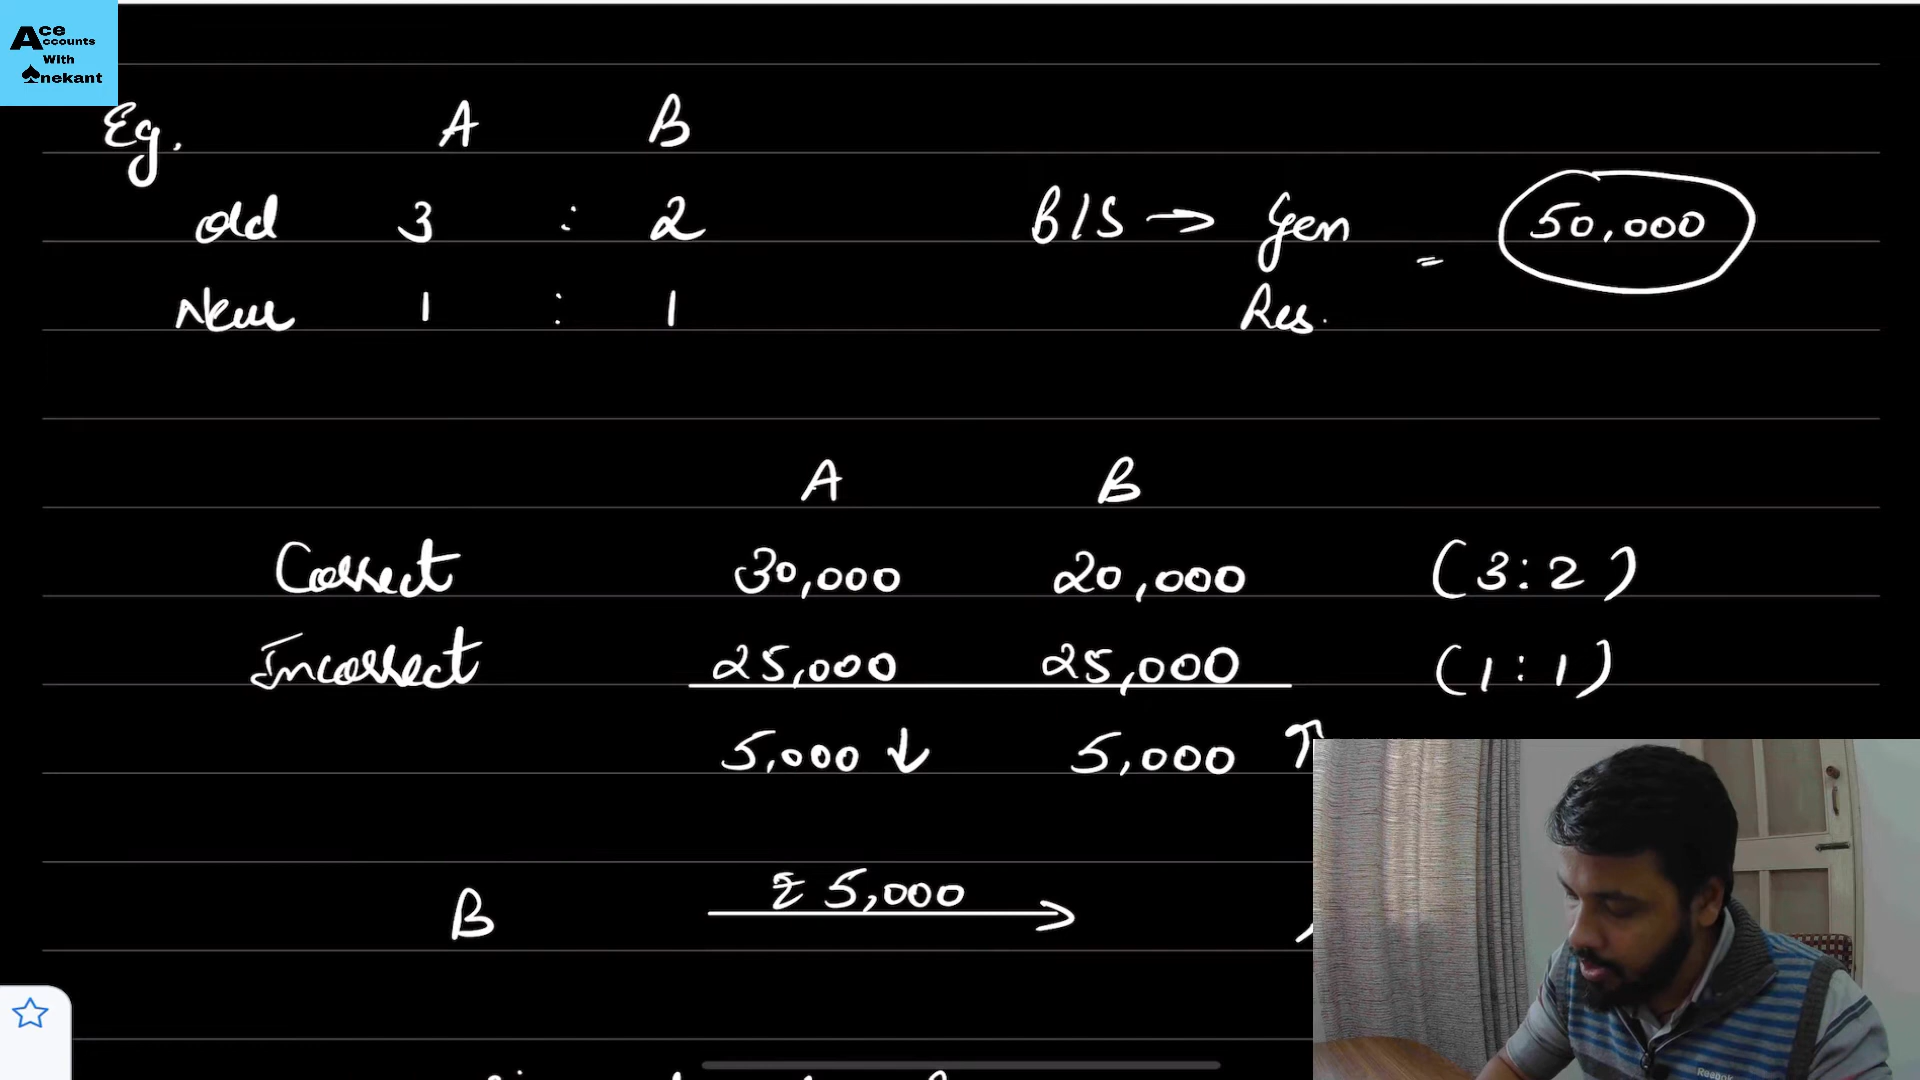 Ace
Accounts
With
Anekant
Eg. A B
old 3 : 2 B/S → Gen = 50,000
New 1 : 1 Res.
A B
Correct 30,000 20,000 (3:2)
Incorrect 25,000 25,000 (1:1)
5,000 ↓ 5,000 ↑
B ₹ 5,000 →
Reebok